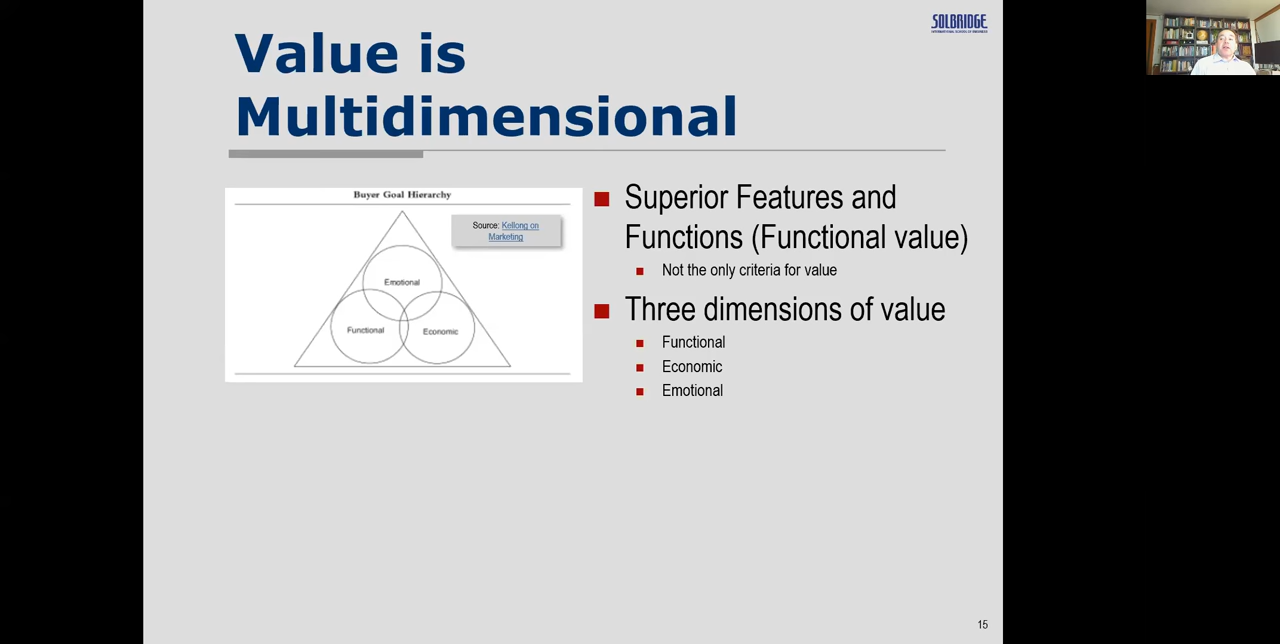 SOLBRIDGE
INTERNATIONAL SCHOOL OF BUSINESS
Value is
Multidimensional
Buyer Goal Hierarchy
Source: Kellong on
Marketing
Emotional
Functional
Economic
Superior Features and
Functions (Functional value)
Not the only criteria for value
Three dimensions of value
Functional
Economic
Emotional
15